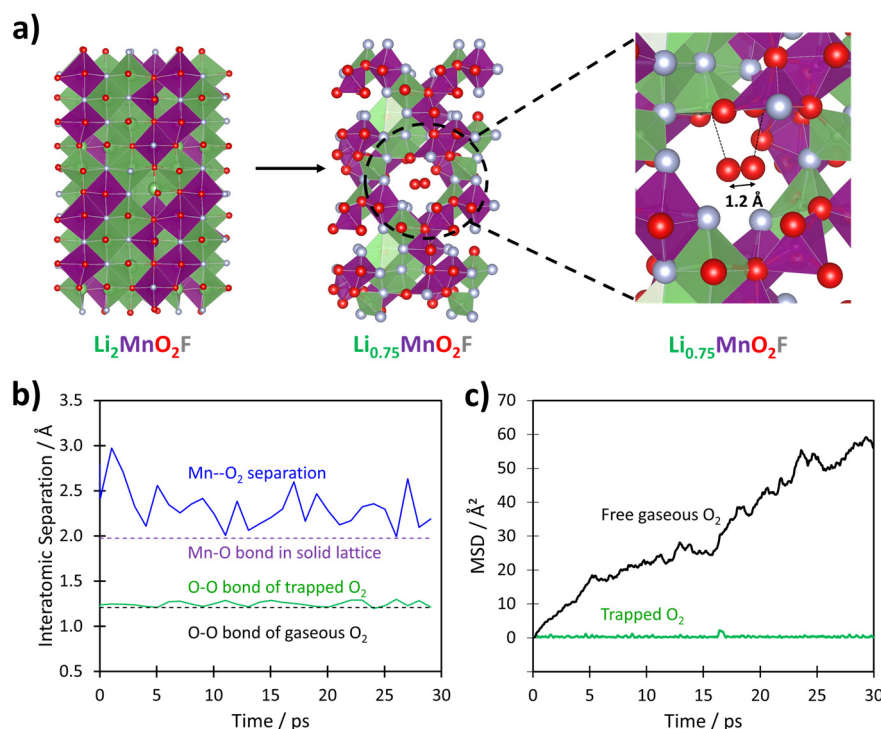 a)
1.2 Å
Li2MnO2F
Li0.75MnO2F
Li0.75MnO2F
b)
Interatomic Separation / Å
3.5
3.0
2.5
2.0
1.5
1.0
0.5
Mn--O2 separation
Mn-O bond in solid lattice
O-O bond of trapped O2
O-O bond of gaseous O2
0
5
10
15
20
25
30
Time / ps
c)
MSD / Å²
70
60
50
40
30
20
10
0
Free gaseous O2
Trapped O2
0
5
10
15
20
25
30
Time / ps